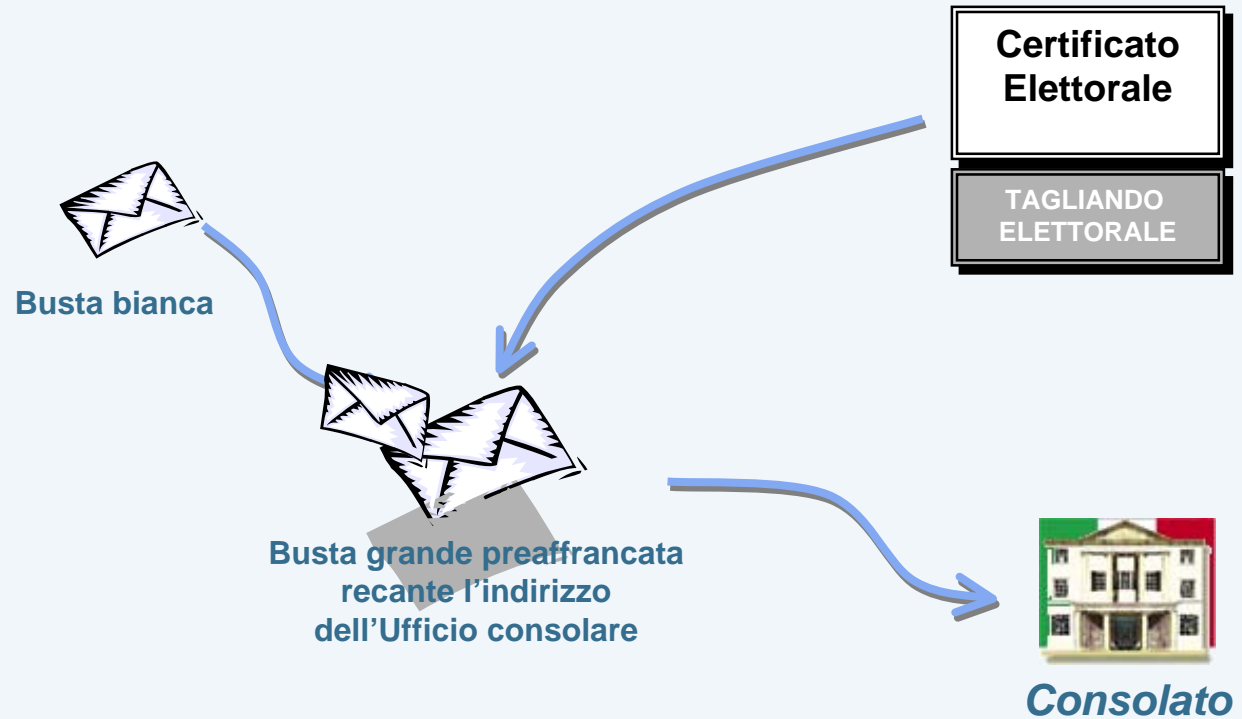 Certificato
Elettorale
TAGLIANDO
ELETTORALE
Busta bianca
Busta grande preaffrancata
recante l'indirizzo
dell'Ufficio consolare
Consolato